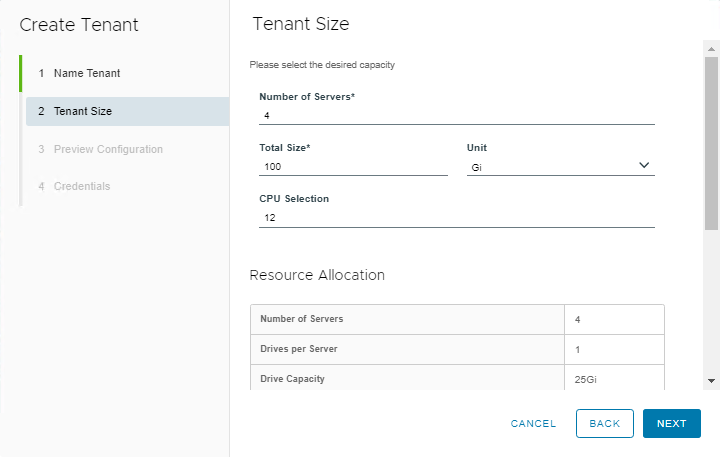 Create Tenant
1 Name Tenant
2 Tenant Size
3 Preview Configuration
4 Credentials
Tenant Size
Please select the desired capacity
Number of Servers*
4
Total Size* Unit
100 Gi
CPU Selection
12
Resource Allocation
Number of Servers 4
Drives per Server 1
Drive Capacity 25Gi
CANCEL BACK NEXT